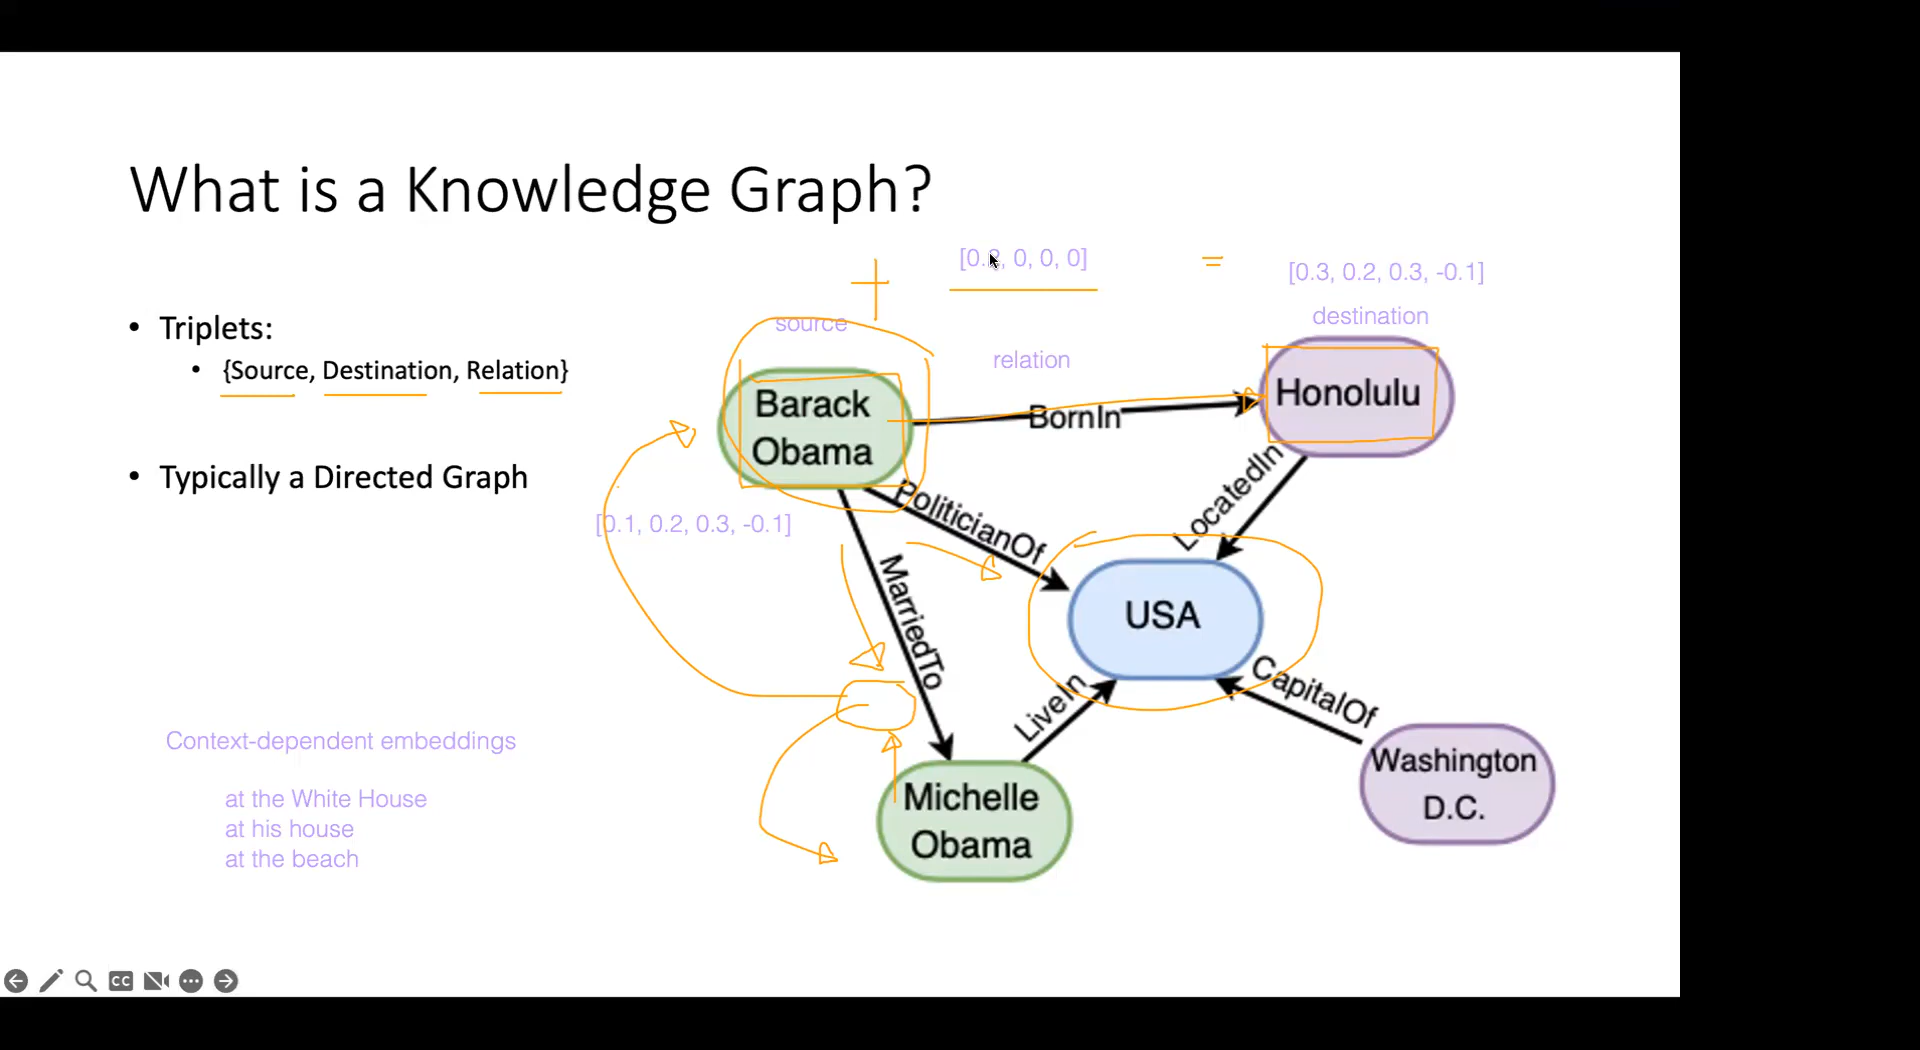 What is a Knowledge Graph?
[0.2, 0, 0, 0]
=
[0.3, 0.2, 0.3, -0.1]
+
source
destination
relation
• Triplets:
• {Source, Destination, Relation}
Barack
Obama
BornIn
Honolulu
• Typically a Directed Graph
[0.1, 0.2, 0.3, -0.1]
PoliticianOf
LocatedIn
MarriedTo
USA
LiveIn
CapitalOf
Context-dependent embeddings
at the White House
at his house
at the beach
Michelle
Obama
Washington
D.C.
CC